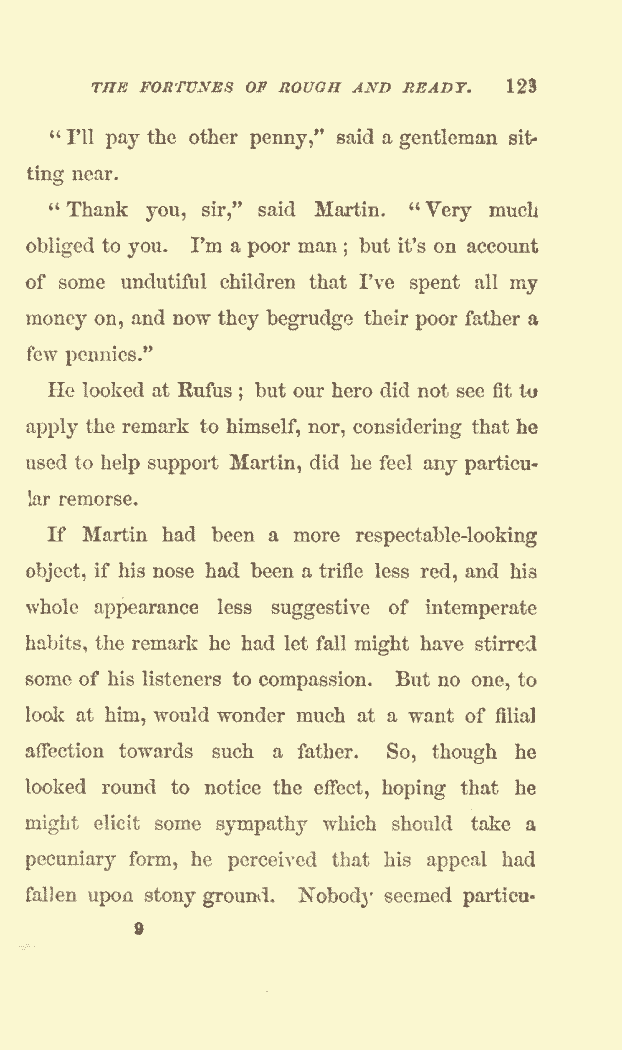 THE FORTUNES OF ROUGH AND READY. 123
“I'll pay the other penny,” said a gentleman sit-
ting near.
“Thank you, sir,” said Martin. “Very much
obliged to you. I'm a poor man; but it's on account
of some undutiful children that I've spent all my
money on, and now they begrudge their poor father a
few pennies.”
He looked at Rufus; but our hero did not see fit to
apply the remark to himself, nor, considering that he
used to help support Martin, did he feel any particu-
lar remorse.
If Martin had been a more respectable-looking
object, if his nose had been a trifle less red, and his
whole appearance less suggestive of intemperate
habits, the remark he had let fall might have stirred
some of his listeners to compassion. But no one, to
look at him, would wonder much at a want of filial
affection towards such a father. So, though he
looked round to notice the effect, hoping that he
might elicit some sympathy which should take a
pecuniary form, he perceived that his appeal had
fallen upon stony ground. Nobody seemed particu-
9